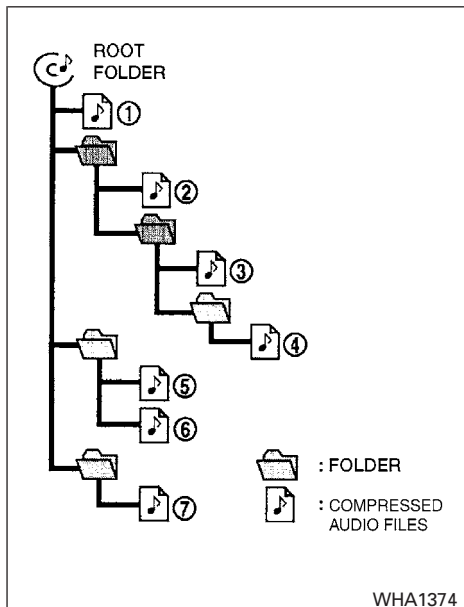 ROOT
FOLDER
①
②
③
④
⑤
⑥
⑦
: FOLDER
: COMPRESSED
AUDIO FILES
WHA1374